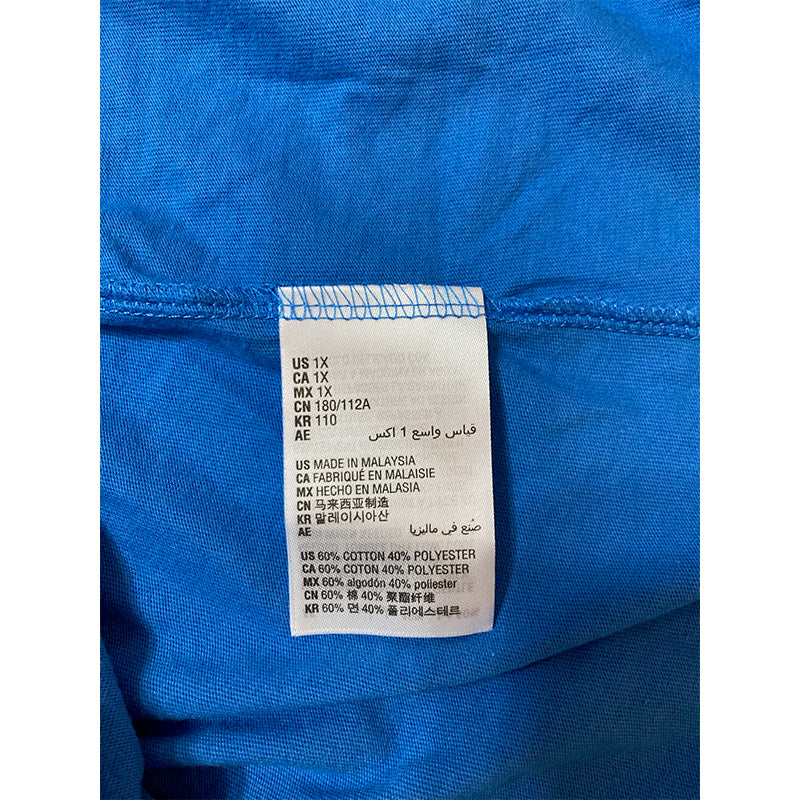 US 1X
CA 1X
MX 1X
CN 180/112A
KR 110
AE قياس واسع 1 اكس
US MADE IN MALAYSIA
CA FABRIQUÉ EN MALAISIE
MX HECHO EN MALASIA
CN 马来西亚制造
KR 말레이시아산
AE صُنع في ماليزيا
US 60% COTTON 40% POLYESTER
CA 60% COTON 40% POLYESTER
MX 60% algodón 40% poliester
CN 60% 棉 40% 聚酯纤维
KR 60% 면 40% 폴리에스테르